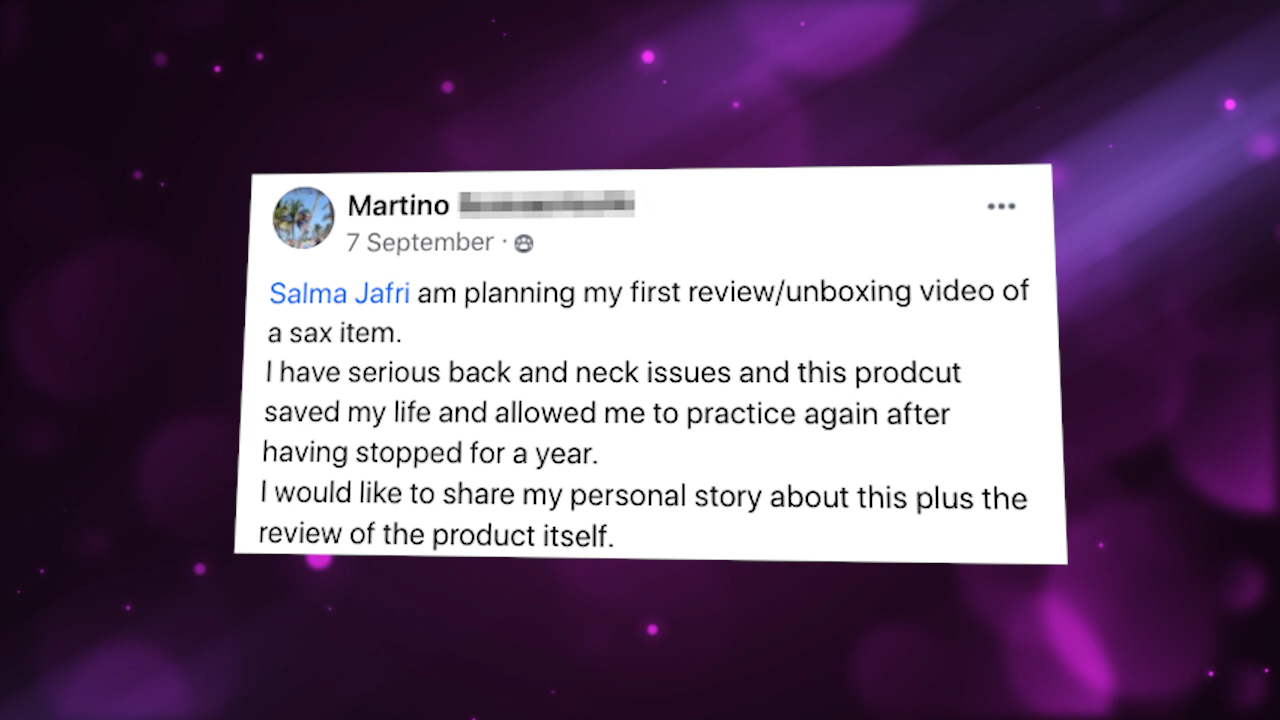 Martino
7 September ·
Salma Jafri am planning my first review/unboxing video of
a sax item.
I have serious back and neck issues and this prodcut
saved my life and allowed me to practice again after
having stopped for a year.
I would like to share my personal story about this plus the
review of the product itself.